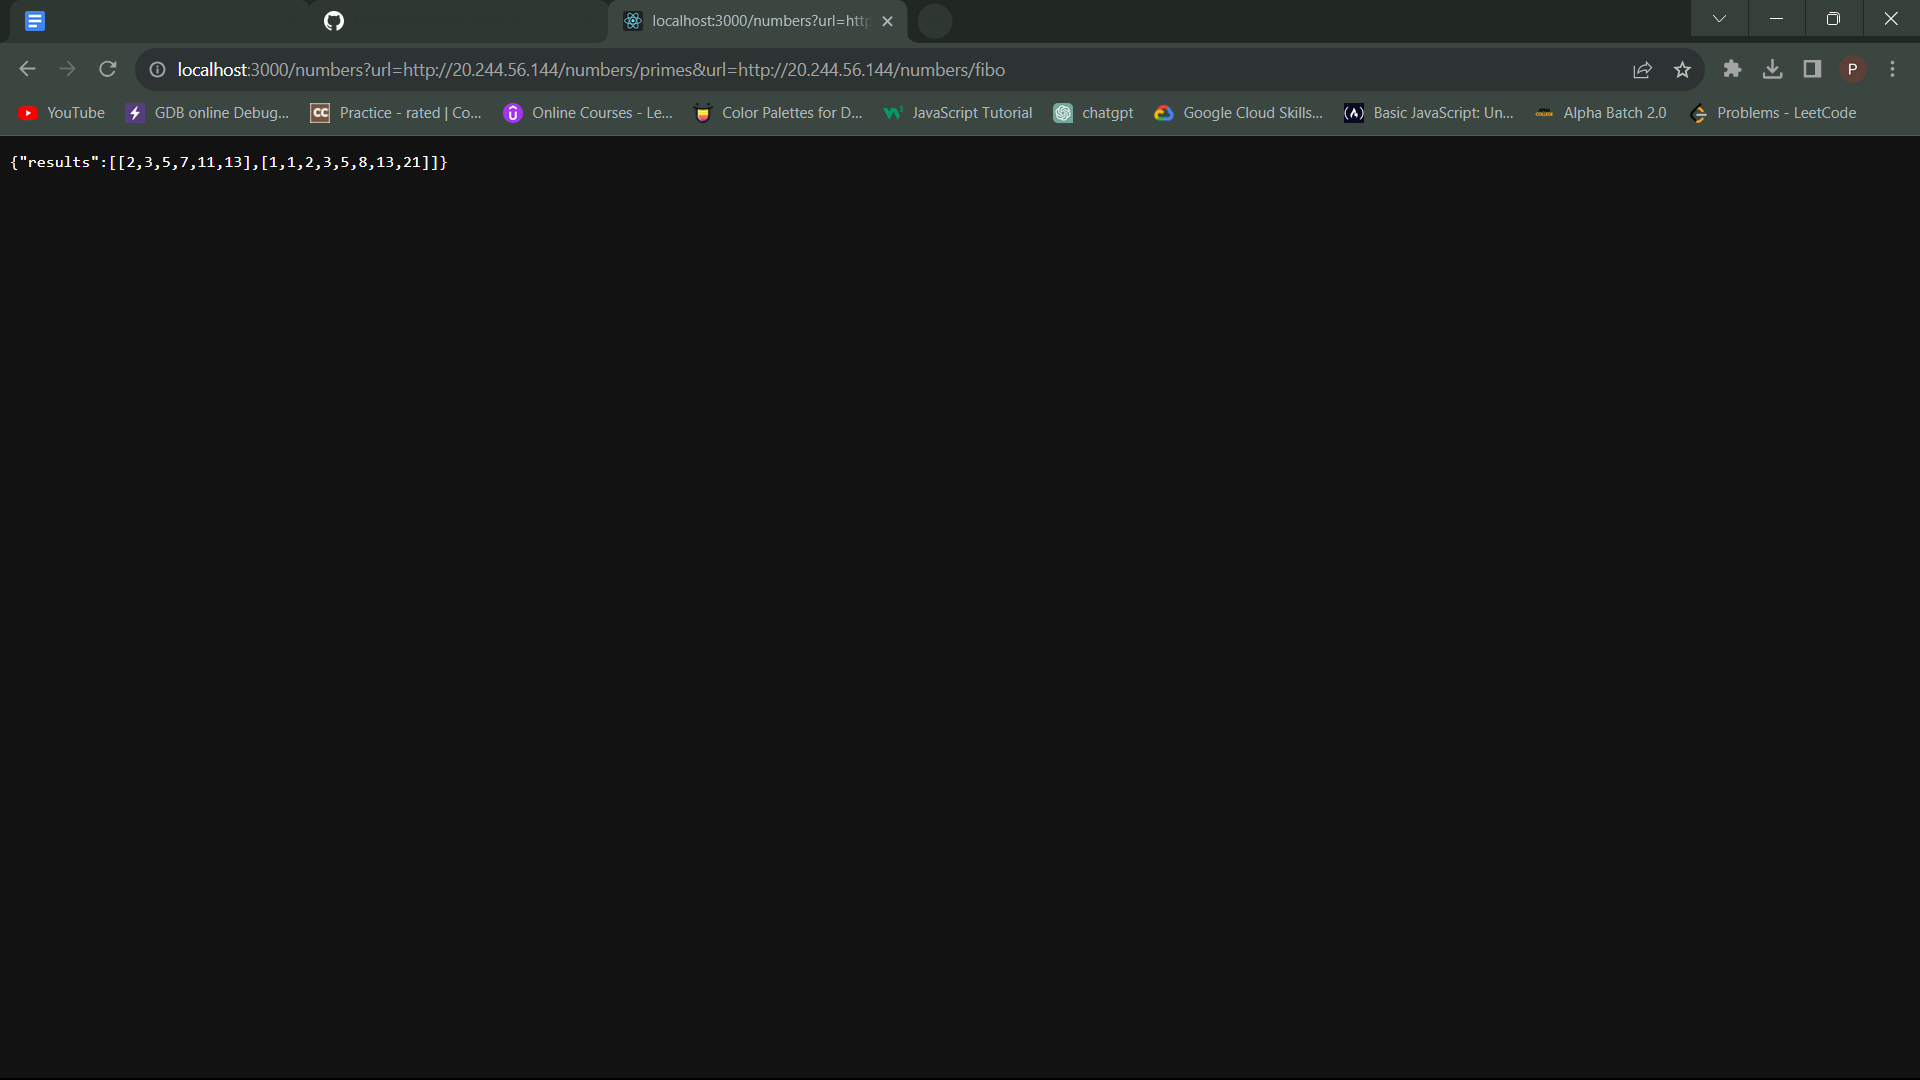 localhost:3000/numbers?url=http
localhost:3000/numbers?url=http://20.244.56.144/numbers/primes&url=http://20.244.56.144/numbers/fibo
P
YouTube GDB online Debug... CC Practice - rated | Co... Online Courses - Le... Color Palettes for D... JavaScript Tutorial chatgpt Google Cloud Skills... Basic JavaScript: Un... Alpha Batch 2.0 Problems - LeetCode
{"results":[[2,3,5,7,11,13],[1,1,2,3,5,8,13,21]]}